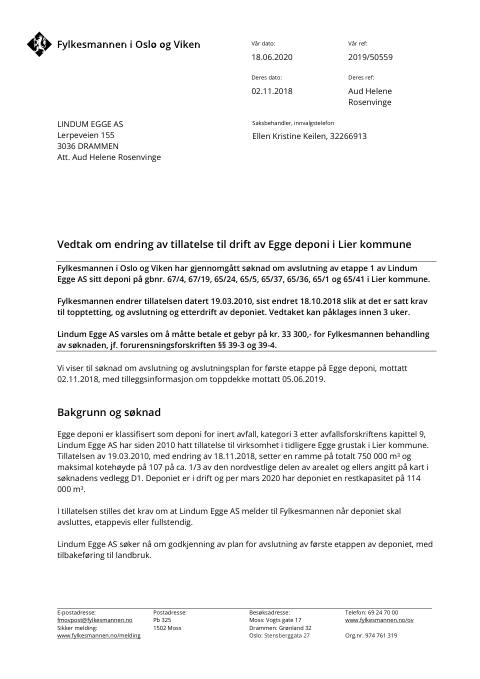 Fylkesmannen i Oslo og Viken
Vår dato:
Vår ref:
18.06.2020
2019/50559
Deres dato:
Deres ref:
02.11.2018
Aud Helene
Rosenvinge
LINDUM EGGE AS
Lerpeveien 155
3036 DRAMMEN
Att. Aud Helene Rosenvinge
Saksbehandler, innvalgstelefon
Ellen Kristine Keilen, 32266913
Vedtak om endring av tillatelse til drift av Egge deponi i Lier kommune
Fylkesmannen i Oslo og Viken har gjennomgått søknad om avslutning av etappe 1 av Lindum
Egge AS sitt deponi på gbnr. 67/4, 67/19, 65/24, 65/5, 65/37, 65/36, 65/1 og 65/41 i Lier kommune.
Fylkesmannen endrer tillatelsen datert 19.03.2010, sist endret 18.10.2018 slik at det er satt krav
til topptetting, og avslutning og etterdrift av deponiet. Vedtaket kan påklages innen 3 uker.
Lindum Egge AS varsles om å måtte betale et gebyr på kr. 33 300,- for Fylkesmannen behandling
av søknaden, jf. forurensningsforskriften §§ 39-3 og 39-4.
Vi viser til søknad om avslutning og avslutningsplan for første etappe på Egge deponi, mottatt
02.11.2018, med tilleggsinformasjon om toppdekke mottatt 05.06.2019.
Bakgrunn og søknad
Egge deponi er klassifisert som deponi for inert avfall, kategori 3 etter avfallsforskriftens kapittel 9,
Lindum Egge AS har siden 2010 hatt tillatelse til virksomhet i tidligere Egge grustak i Lier kommune.
Tillatelsen av 19.03.2010, med endring av 18.11.2018, setter en ramme på totalt 750 000 m³ og
maksimal kotehøyde på 107 på ca. 1/3 av den nordvestlige delen av arealet og ellers angitt på kart i
søknadens vedlegg D1. Deponiet er i drift og per mars 2020 har deponiet en restkapasitet på 114
000 m³.
I tillatelsen stilles det krav om at Lindum Egge AS melder til Fylkesmannen når deponiet skal
avsluttes, etappevis eller fullstendig.
Lindum Egge AS søker nå om godkjenning av plan for avslutning av første etappen av deponiet, med
tilbakeføring til landbruk.
E-postadresse:
fmovpost@fylkesmannen.no
Sikker melding:
www.fylkesmannen.no/melding
Postadresse:
Pb 325
1502 Moss
Besøksadresse:
Moss: Vogts gate 17
Drammen: Grønland 32
Oslo: Stensberggata 27
Telefon: 69 24 70 00
www.fylkesmannen.no/ov
Org.nr. 974 761 319